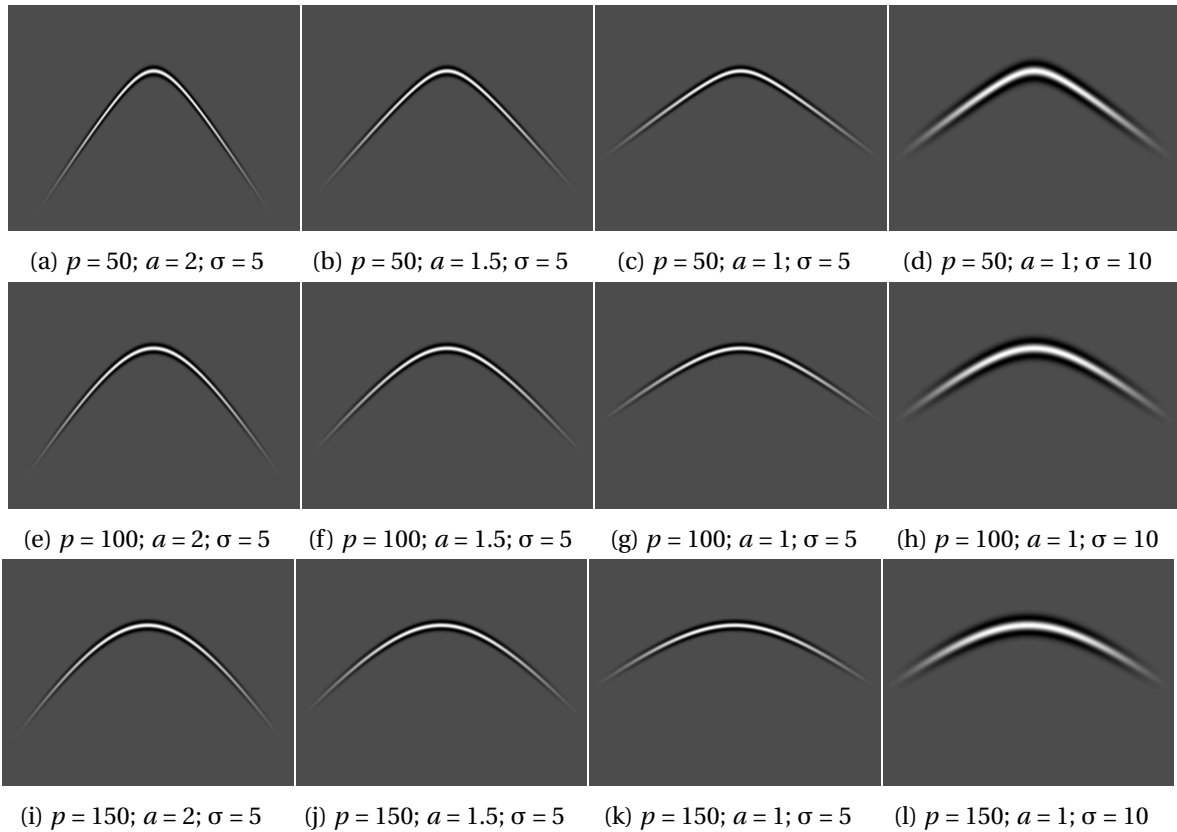 (a) p = 50; a = 2; σ = 5
(b) p = 50; a = 1.5; σ = 5
(c) p = 50; a = 1; σ = 5
(d) p = 50; a = 1; σ = 10
(e) p = 100; a = 2; σ = 5
(f) p = 100; a = 1.5; σ = 5
(g) p = 100; a = 1; σ = 5
(h) p = 100; a = 1; σ = 10
(i) p = 150; a = 2; σ = 5
(j) p = 150; a = 1.5; σ = 5
(k) p = 150; a = 1; σ = 5
(l) p = 150; a = 1; σ = 10